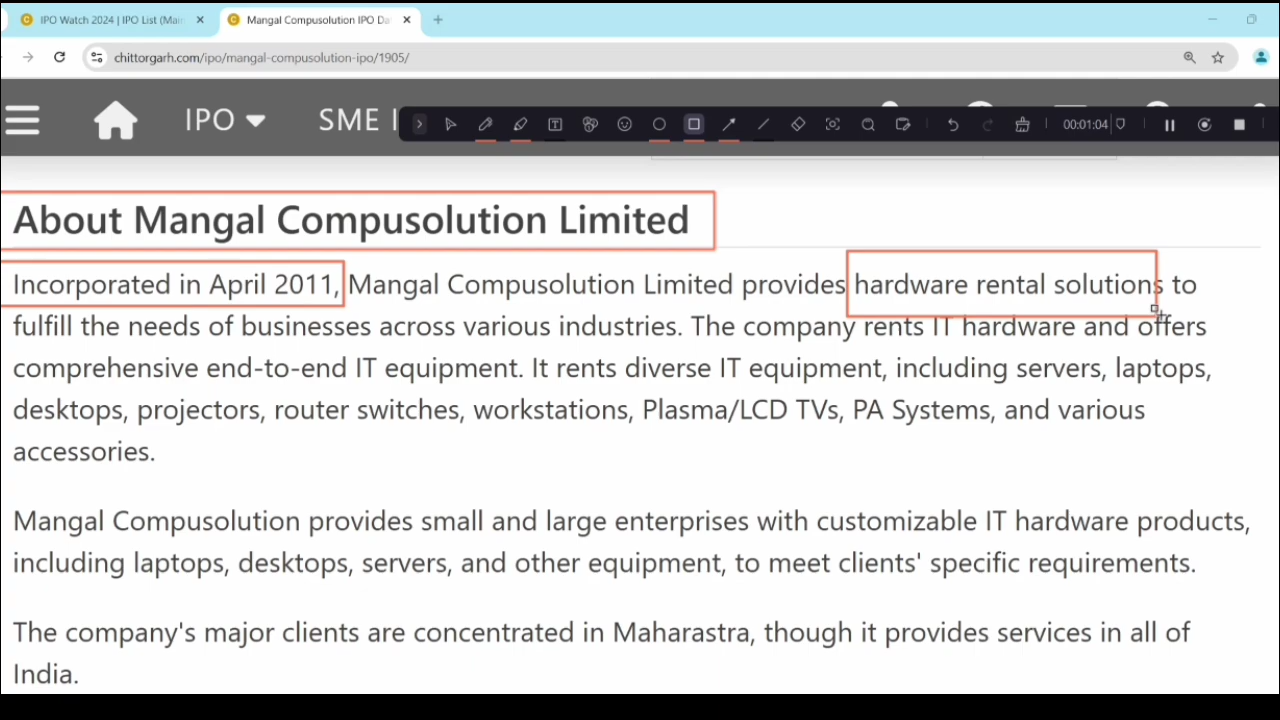 IPO Watch 2024 | IPO List (Main
Mangal Compusolution IPO Da
chittorgarh.com/ipo/mangal-compusolution-ipo/1905/
IPO
SME I
00:01:04
About Mangal Compusolution Limited
Incorporated in April 2011, Mangal Compusolution Limited provides hardware rental solutions to
fulfill the needs of businesses across various industries. The company rents IT hardware and offers
comprehensive end-to-end IT equipment. It rents diverse IT equipment, including servers, laptops,
desktops, projectors, router switches, workstations, Plasma/LCD TVs, PA Systems, and various
accessories.
Mangal Compusolution provides small and large enterprises with customizable IT hardware products,
including laptops, desktops, servers, and other equipment, to meet clients' specific requirements.
The company's major clients are concentrated in Maharastra, though it provides services in all of
India.